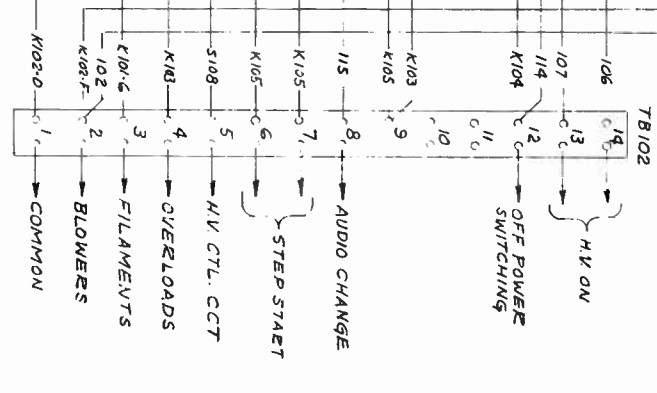 K102-D
K102-F
102
K101-G
K103
S108
K105
K105
115
K105
K103
K104
114
107
106
TB102
1
2
3
4
5
6
7
8
9
10
11
12
13
14
COMMON
BLOWERS
FILAMENTS
OVERLOADS
H.V. CTL. CCT
STEP START
AUDIO CHANGE
OFF POWER
SWITCHING
H.V. ON